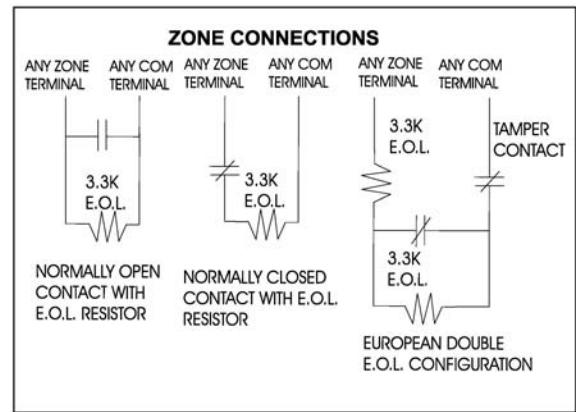 ZONE CONNECTIONS
ANY ZONE
TERMINAL
ANY COM
TERMINAL
3.3K
E.O.L.
NORMALLY OPEN
CONTACT WITH
E.O.L. RESISTOR
ANY ZONE
TERMINAL
ANY COM
TERMINAL
3.3K
E.O.L.
NORMALLY CLOSED
CONTACT WITH E.O.L.
RESISTOR
ANY ZONE
TERMINAL
ANY COM
TERMINAL
3.3K
E.O.L.
TAMPER
CONTACT
3.3K
E.O.L.
EUROPEAN DOUBLE
E.O.L. CONFIGURATION